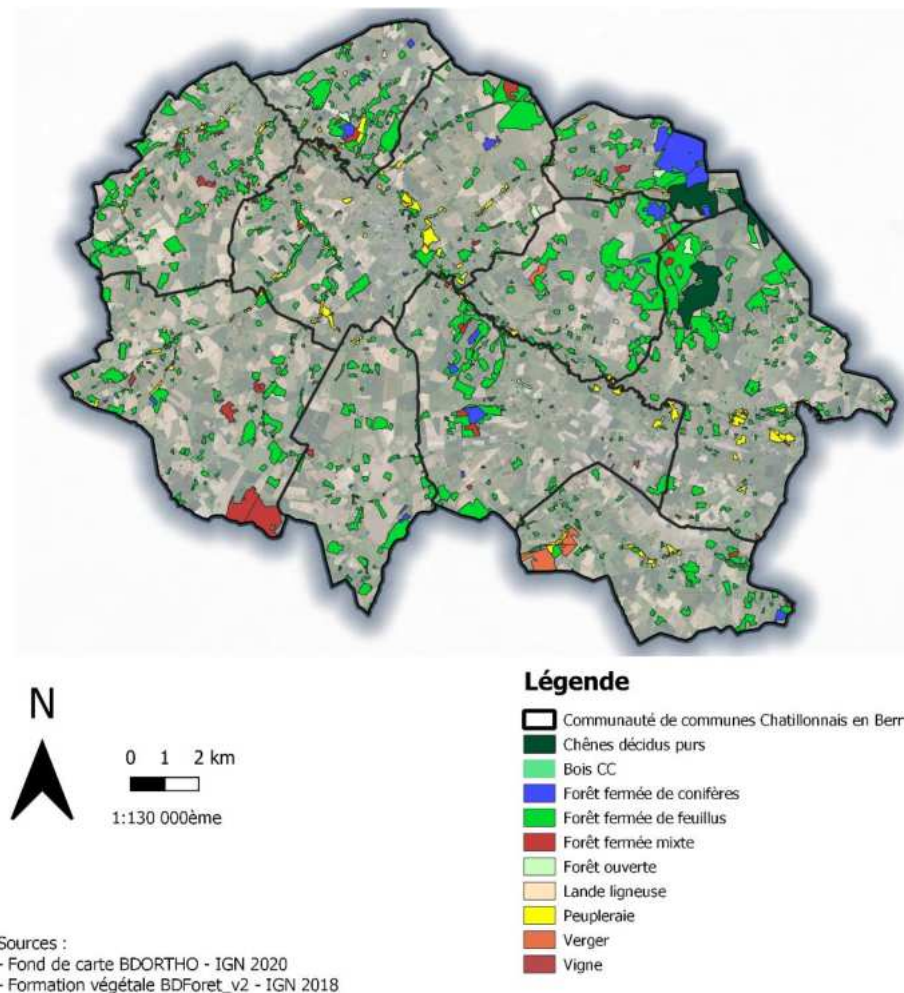 N
0 1 2 km
1:130 000ème
Légende
Communauté de communes Chatillonnais en Berr
Chênes décidus purs
Bois CC
Forêt fermée de conifères
Forêt fermée de feuillus
Forêt fermée mixte
Forêt ouverte
Lande ligneuse
Peupleraie
Verger
Vigne
Sources :
- Fond de carte BDORTHO - IGN 2020
- Formation végétale BDForet_v2 - IGN 2018